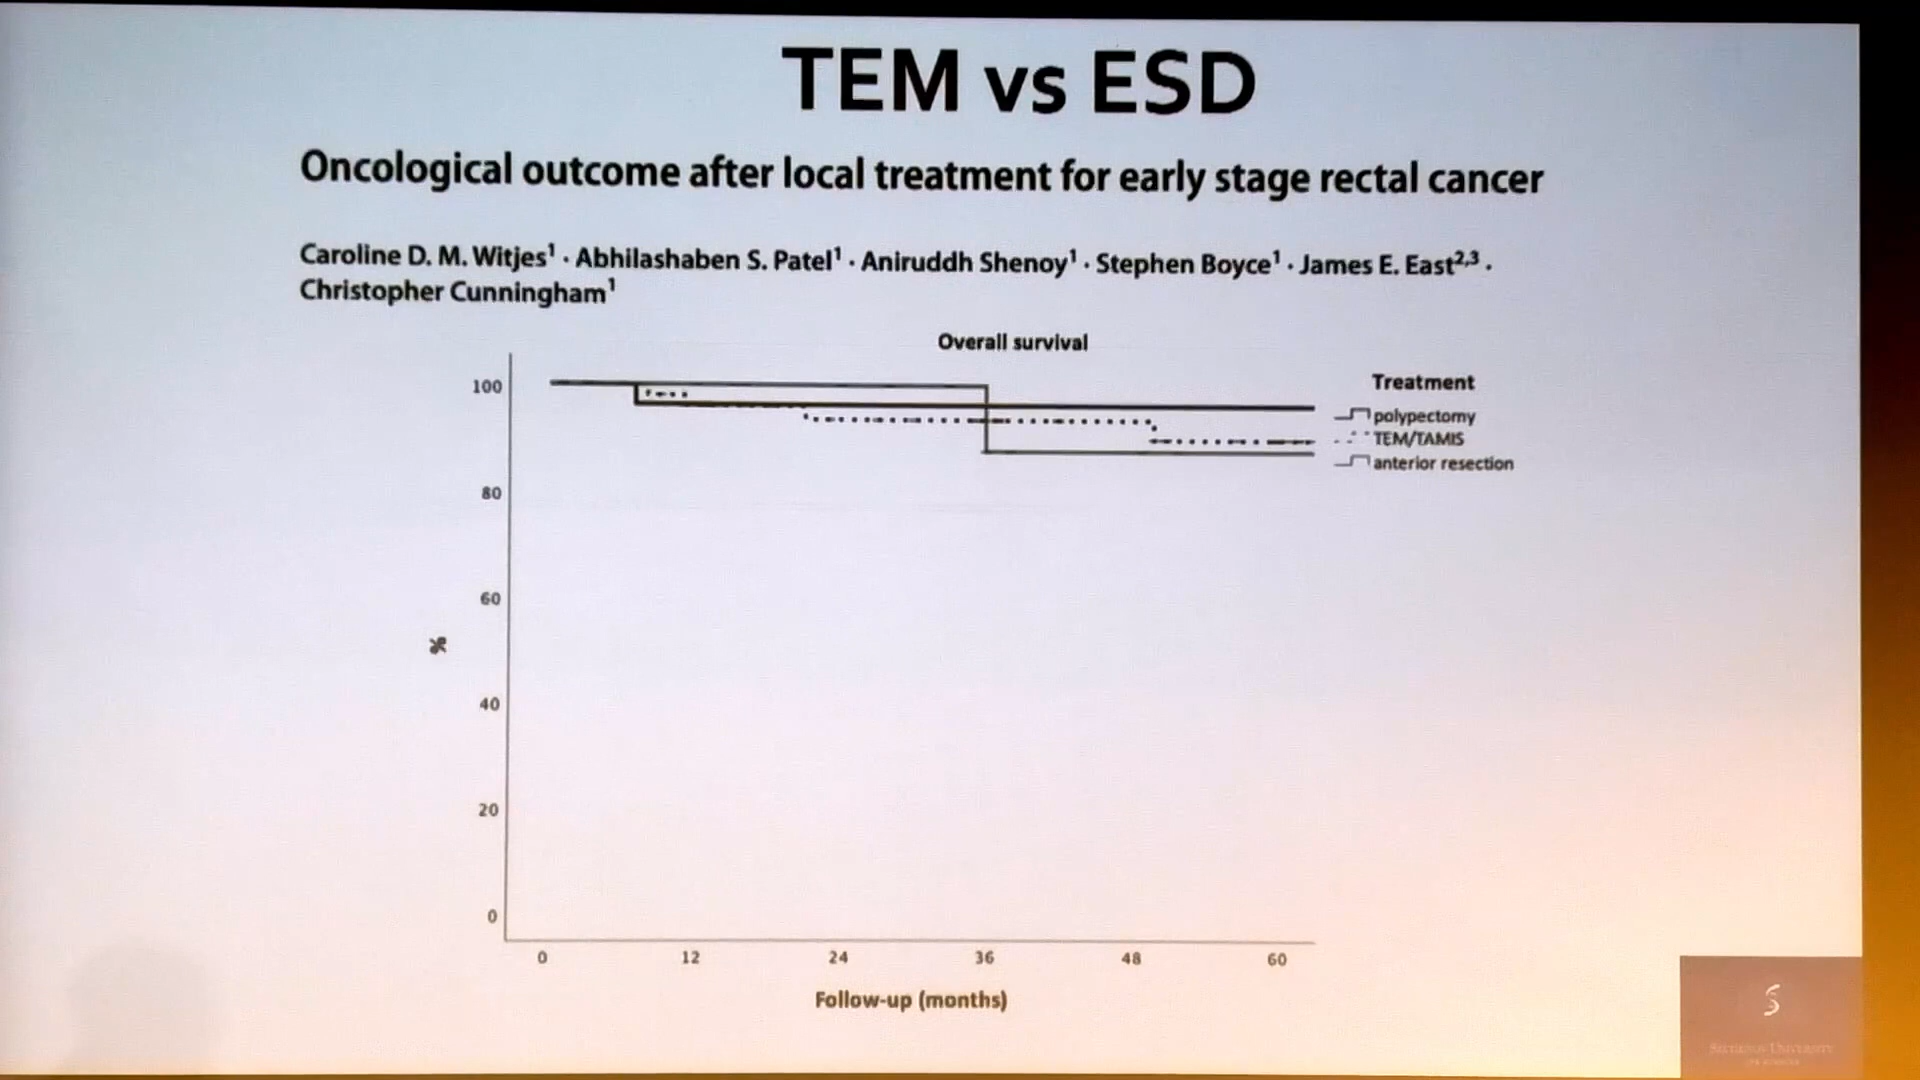 TEM vs ESD
Oncological outcome after local treatment for early stage rectal cancer
Caroline D. M. Witjes¹ · Abhilashaben S. Patel¹ · Aniruddh Shenoy¹ · Stephen Boyce¹ · James E. East²,³ ·
Christopher Cunningham¹
Overall survival
100
80
60
40
20
0
%
0 12 24 36 48 60
Follow-up (months)
Treatment
polypectomy
TEM/TAMIS
anterior resection